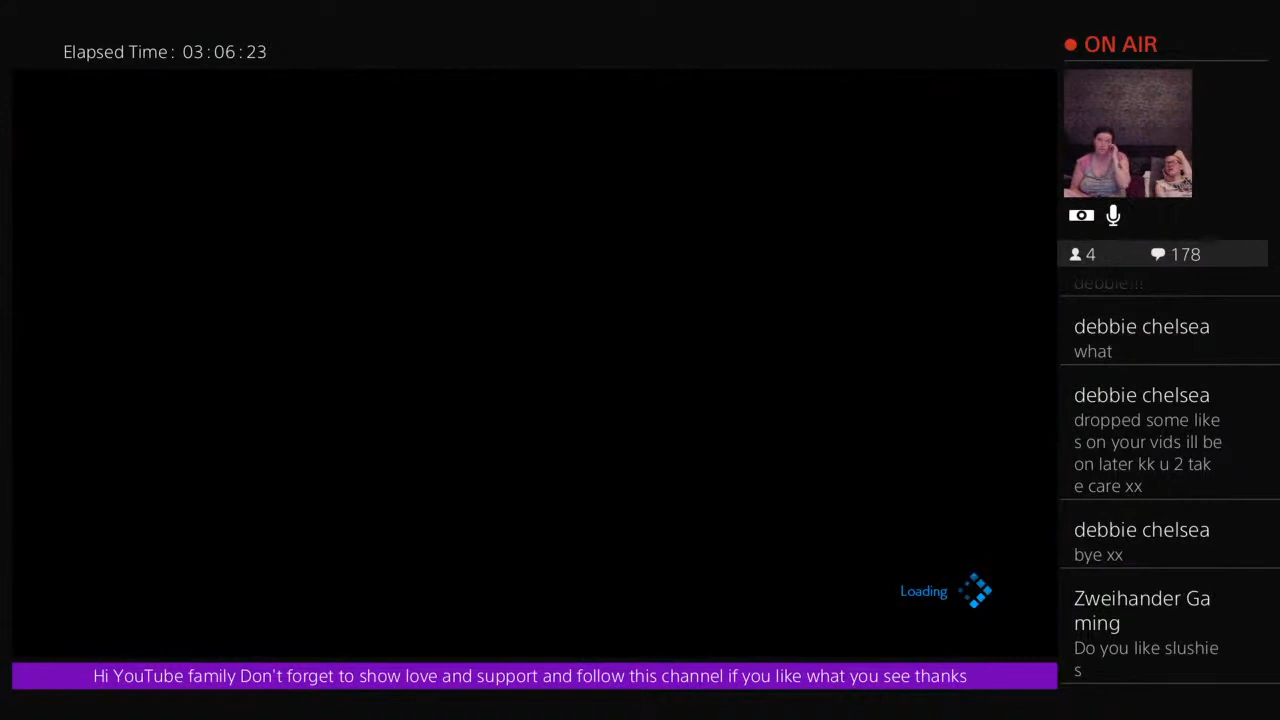 Elapsed Time: 03:06:23
ON AIR
4
178
debbie!!!
debbie chelsea
what
debbie chelsea
dropped some like
s on your vids ill be
on later kk u 2 tak
e care xx
debbie chelsea
bye xx
Zweihander Ga
ming
Do you like slushie
s
Loading
Hi YouTube family Don't forget to show love and support and follow this channel if you like what you see thanks